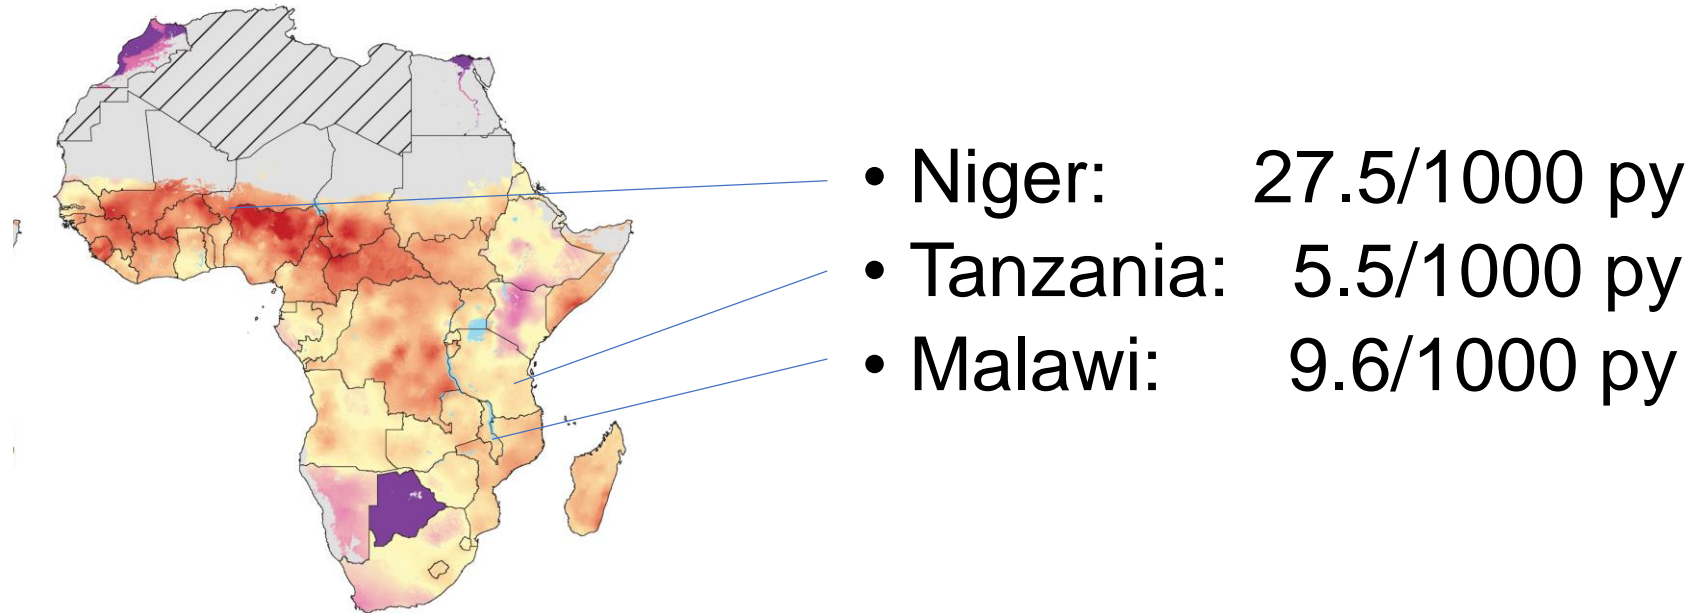 • Niger: 27.5/1000 py
• Tanzania: 5.5/1000 py
• Malawi: 9.6/1000 py